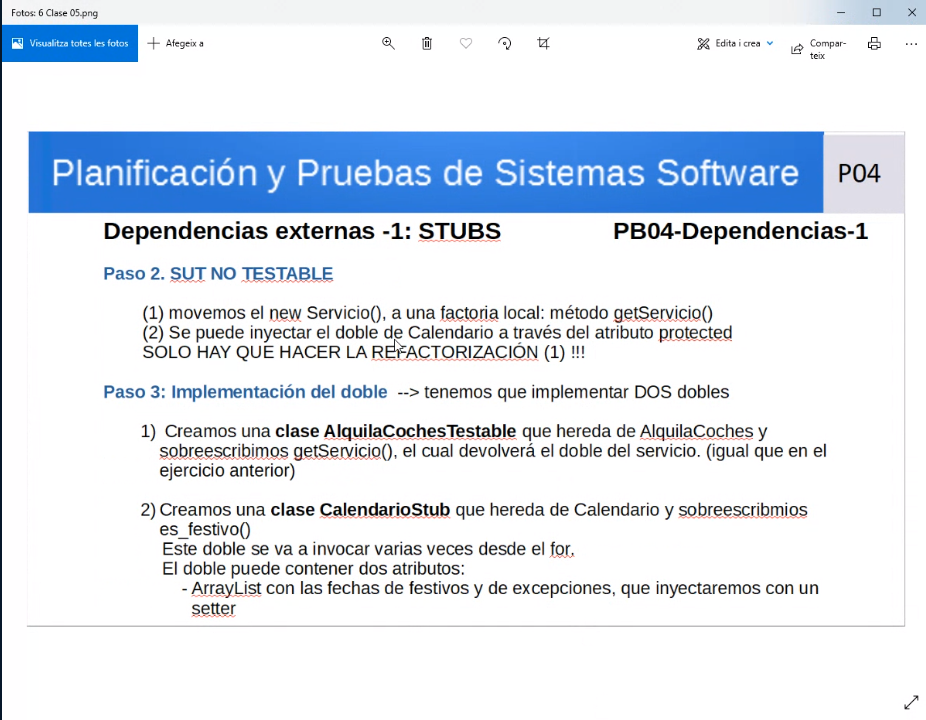 Fotos: 6 Clase 05.png
Visualitza totes les fotos
Afegeix a
Edita i crea
Compar-
teix
Planificación y Pruebas de Sistemas Software
P04
Dependencias externas -1: STUBS PB04-Dependencias-1
Paso 2. SUT NO TESTABLE
(1) movemos el new Servicio(), a una factoria local: método getServicio()
(2) Se puede inyectar el doble de Calendario a través del atributo protected
SOLO HAY QUE HACER LA REFACTORIZACIÓN (1) !!!
Paso 3: Implementación del doble --> tenemos que implementar DOS dobles
1) Creamos una clase AlquilaCochesTestable que hereda de AlquilaCoches y
sobreescribimos getServicio(), el cual devolverá el doble del servicio. (igual que en el
ejercicio anterior)
2) Creamos una clase CalendarioStub que hereda de Calendario y sobreescribmios
es_festivo()
Este doble se va a invocar varias veces desde el for,
El doble puede contener dos atributos:
- ArrayList con las fechas de festivos y de excepciones, que inyectaremos con un
setter